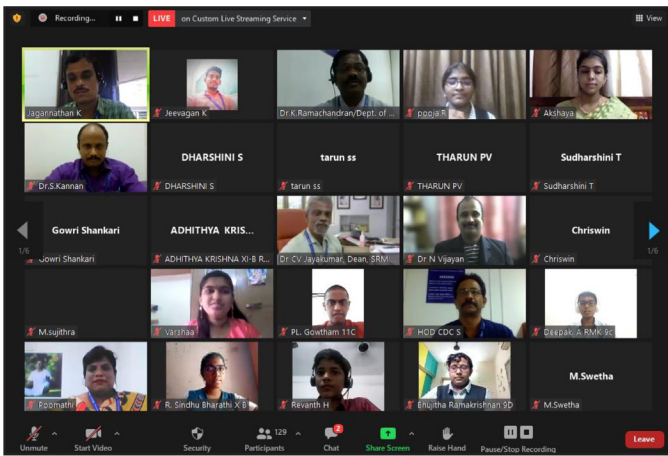 Recording...
LIVE on Custom Live Streaming Service
View
Jagannathan K
Jeevagan K
Dr.K.Ramachandran/Dept. of ...
pooja R
Akshaya
Dr.S.Kannan
DHARSHINI S
DHARSHINI S
tarun ss
tarun ss
THARUN PV
THARUN PV
Sudharshini T
Sudharshini T
Gowri Shankari
Gowri Shankari
ADHITHYA KRIS...
ADHITHYA KRISHNA XI-B R...
Dr CV Jayakumar, Dean, SRMI
Dr N Vijayan
Chriswin
Chriswin
1/6
1/6
M.sujithra
Varshaa
PL. Gowtham 11C
HOD CDC S
Deepak. A RMK 9c
Poomathi
R. Sindhu Bharathi X B
Revanth H
Bhujitha Ramakrishnan 9D
M.Swetha
M.Swetha
129
2
Unmute
Start Video
Security
Participants
Chat
Share Screen
Raise Hand
Pause/Stop Recording
Leave